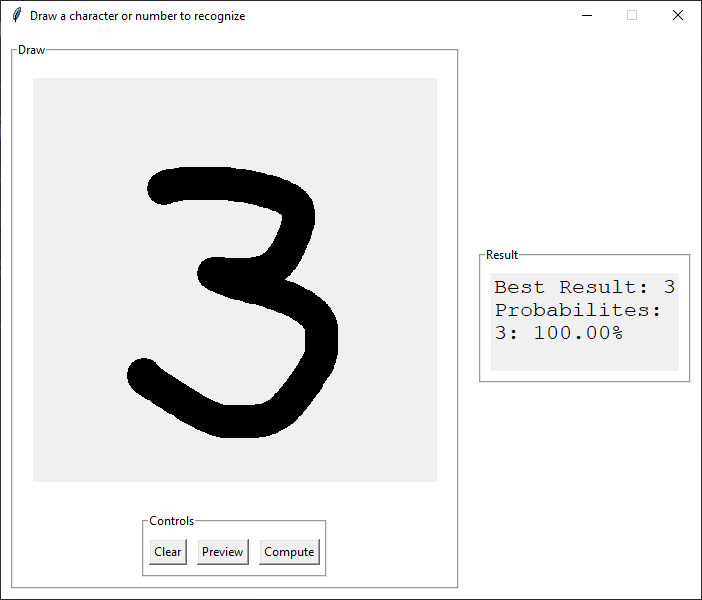 Draw a character or number to recognize
Draw
3
Controls
Clear Preview Compute
Result
Best Result: 3
Probabilites:
3: 100.00%